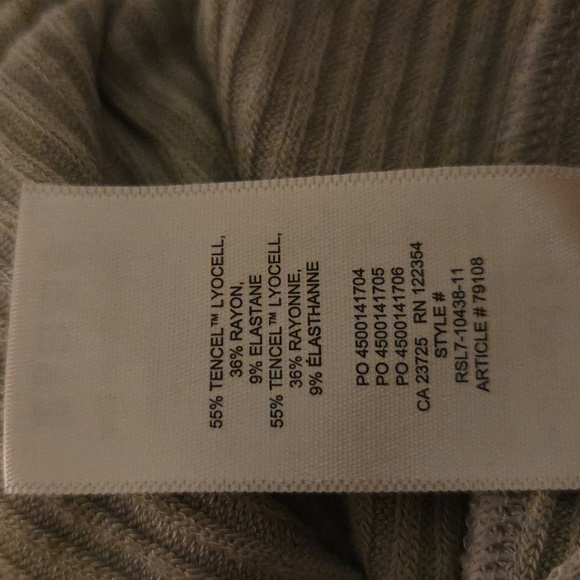 55% TENCEL™ LYOCELL,
36% RAYON,
9% ELASTANE
55% TENCEL™ LYOCELL,
36% RAYONNE,
9% ÉLASTHANNE
PO 4500141704
PO 4500141705
PO 4500141706
CA 23725 RN 122354
STYLE #
RSL7-10438-11
ARTICLE # 79108